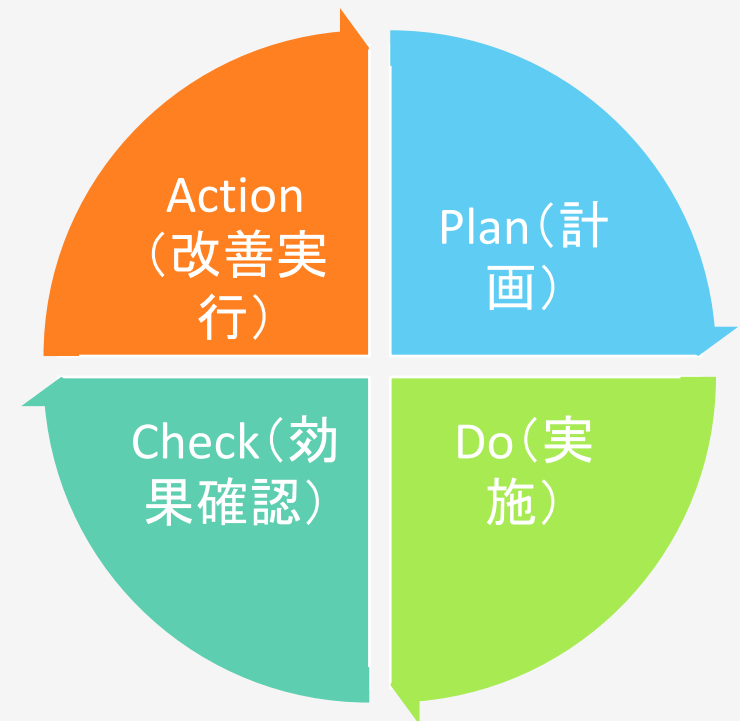 Action
（改善実
行）
Plan（計
画）
Check（効
果確認）
Do（実
施）